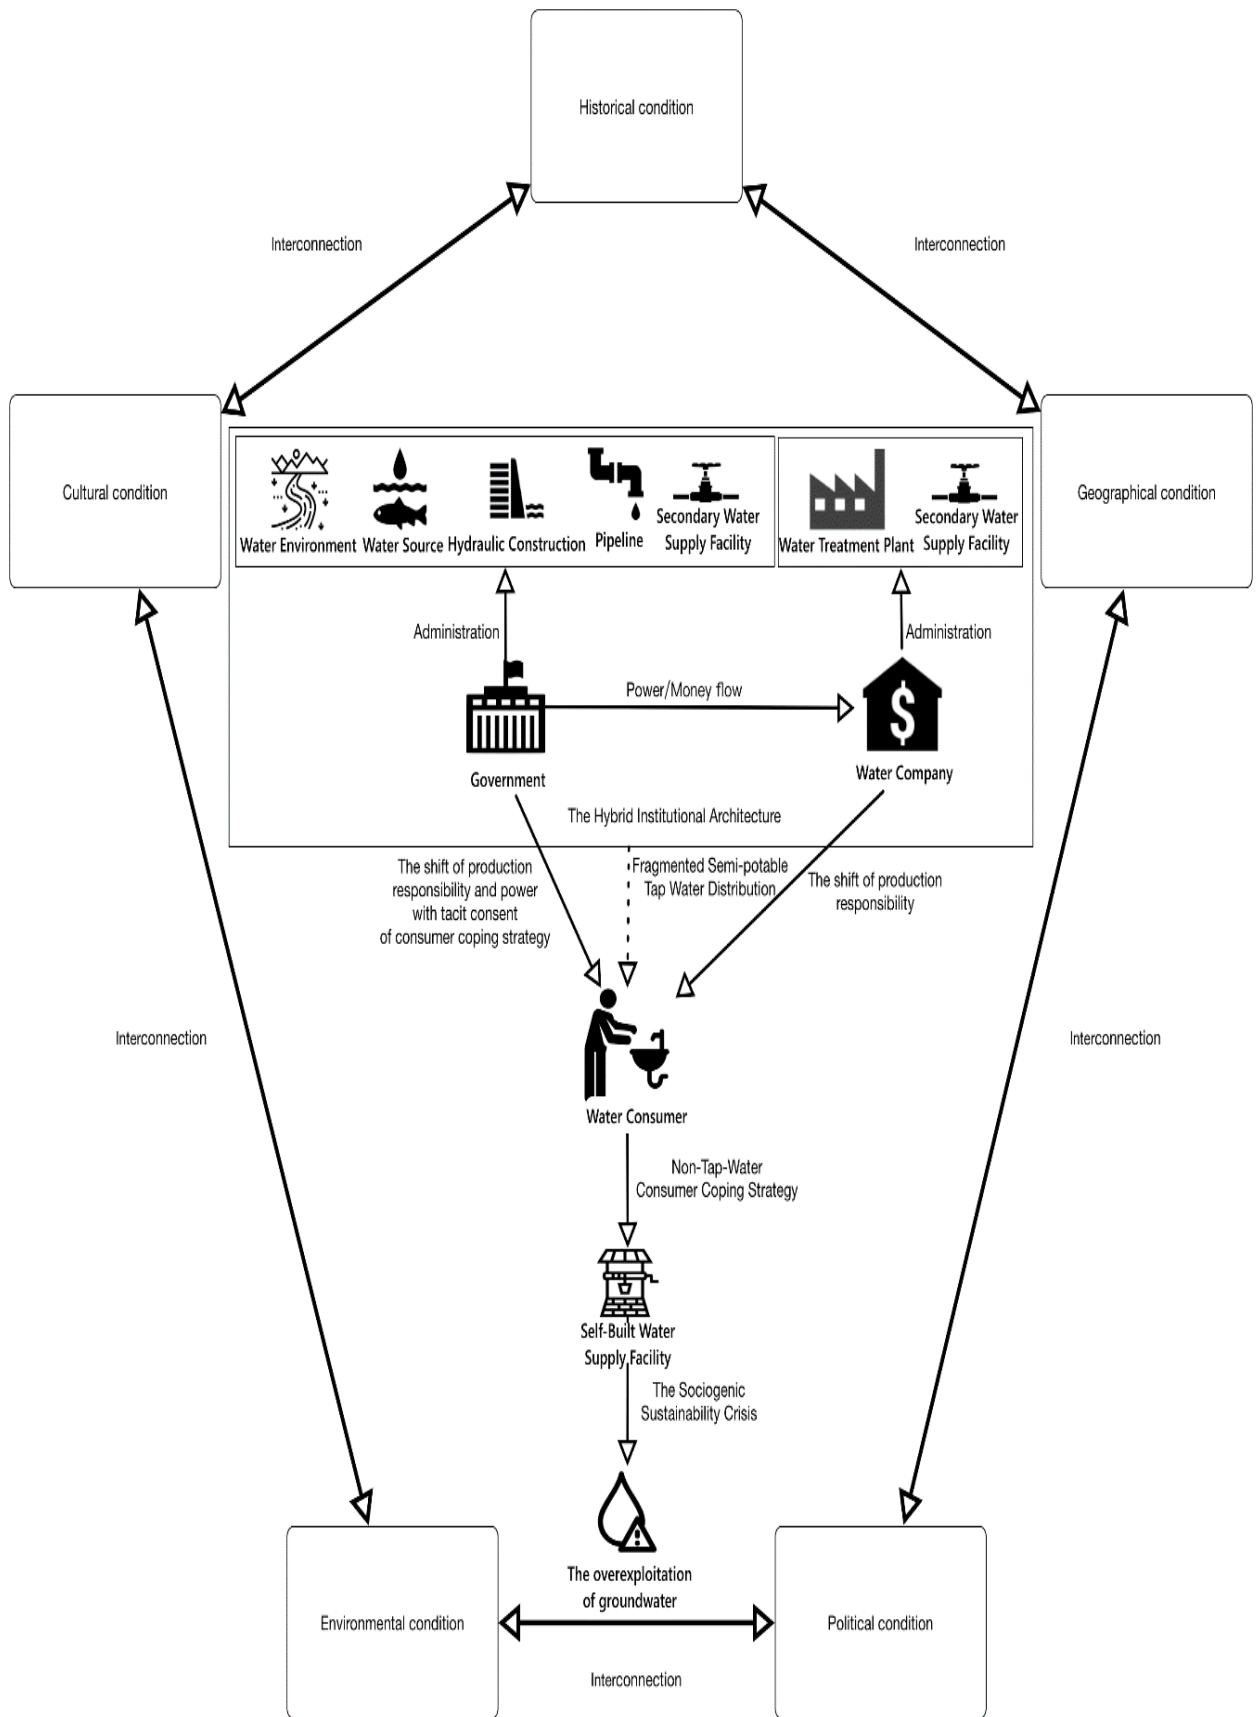 Historical condition
Interconnection
Interconnection
Cultural condition
Geographical condition
Water Environment
Water Source
Hydraulic Construction
Pipeline
Secondary Water
Supply Facility
Water Treatment Plant
Secondary Water
Supply Facility
Administration
Administration
Power/Money flow
Government
Water Company
The Hybrid Institutional Architecture
The shift of production
responsibility and power
with tacit consent
of consumer coping strategy
Fragmented Semi-potable
Tap Water Distribution
The shift of production
responsibility
Interconnection
Interconnection
Water Consumer
Non-Tap-Water
Consumer Coping Strategy
Self-Built Water
Supply Facility
The Sociogenic
Sustainability Crisis
The overexploitation
of groundwater
Environmental condition
Political condition
Interconnection